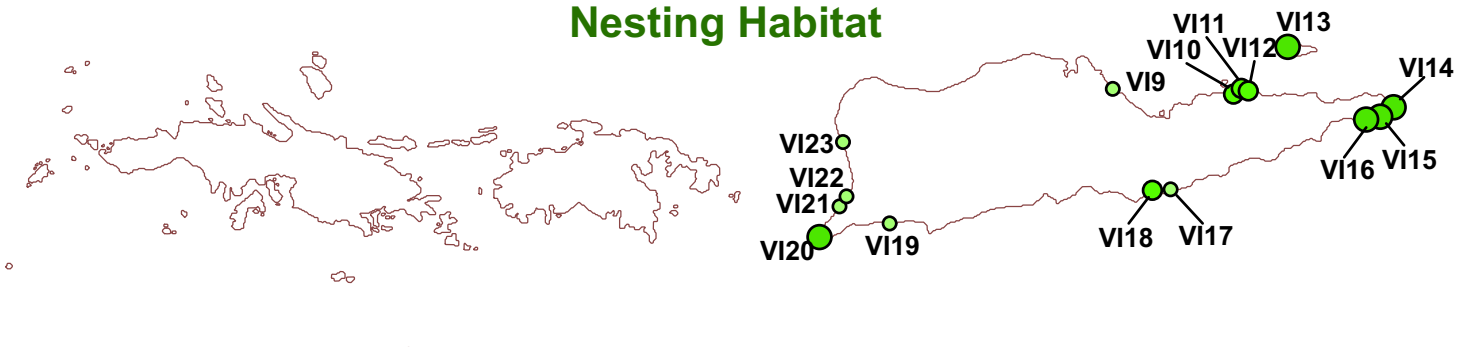 Nesting Habitat
VI11
VI13
VI10
VI12
VI9
VI14
VI23
VI16
VI15
VI22
VI21
VI20
VI19
VI18
VI17